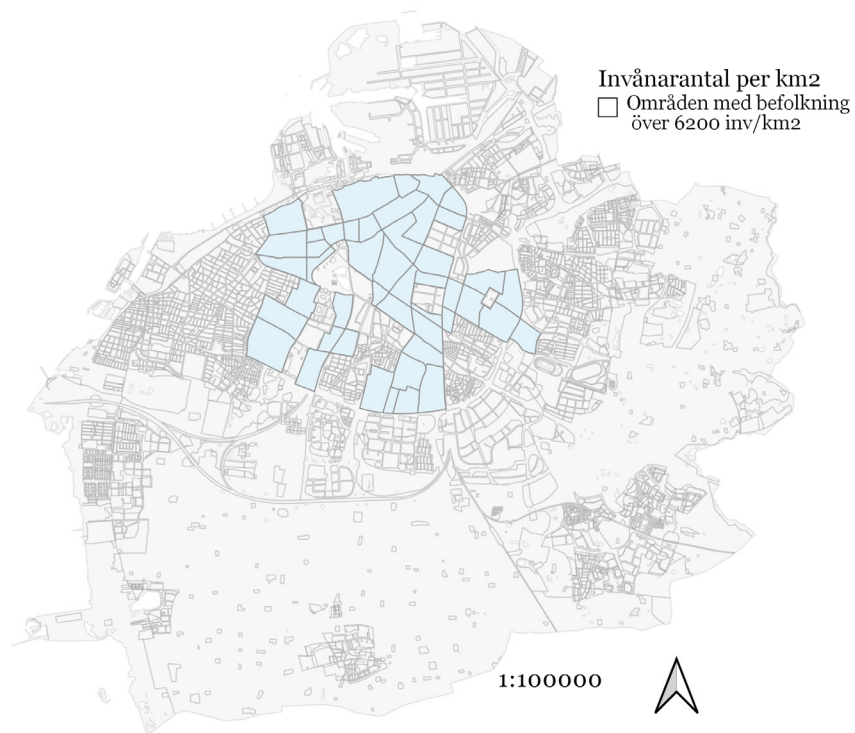 Invånarantal per km2
Områden med befolkning
över 6200 inv/km2
1:100000